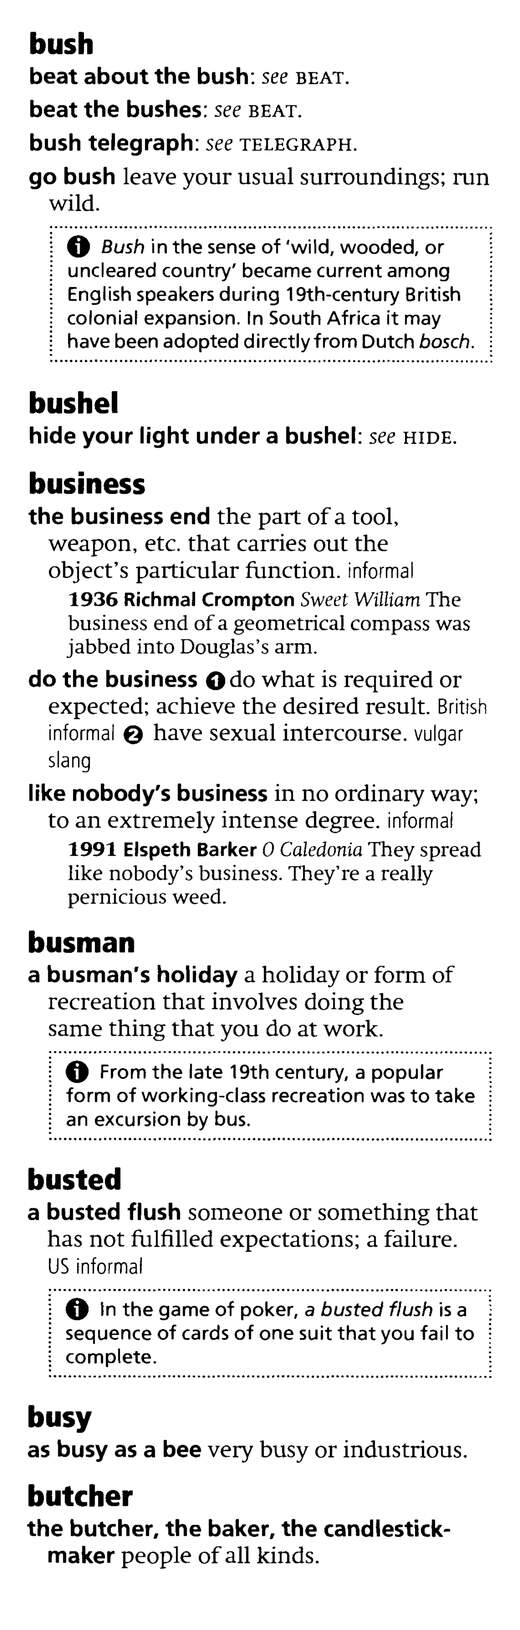 bush
beat about the bush: see BEAT.
beat the bushes: see BEAT.
bush telegraph: see TELEGRAPH.
go bush leave your usual surroundings; run
wild.
Bush in the sense of ‘wild, wooded, or
uncleared country’ became current among
English speakers during 19th-century British
colonial expansion. In South Africa it may
have been adopted directly from Dutch bosch.
bushel
hide your light under a bushel: see HIDE.
business
the business end the part of a tool,
weapon, etc. that carries out the
object’s particular function. informal
1936 Richmal Crompton Sweet William The
business end of a geometrical compass was
jabbed into Douglas’s arm.
do the business ❶ do what is required or
expected; achieve the desired result. British
informal ❷ have sexual intercourse. vulgar
slang
like nobody’s business in no ordinary way;
to an extremely intense degree. informal
1991 Elspeth Barker O Caledonia They spread
like nobody’s business. They’re a really
pernicious weed.
busman
a busman’s holiday a holiday or form of
recreation that involves doing the
same thing that you do at work.
From the late 19th century, a popular
form of working-class recreation was to take
an excursion by bus.
busted
a busted flush someone or something that
has not fulfilled expectations; a failure.
US informal
In the game of poker, a busted flush is a
sequence of cards of one suit that you fail to
complete.
busy
as busy as a bee very busy or industrious.
butcher
the butcher, the baker, the candlestick-
maker people of all kinds.